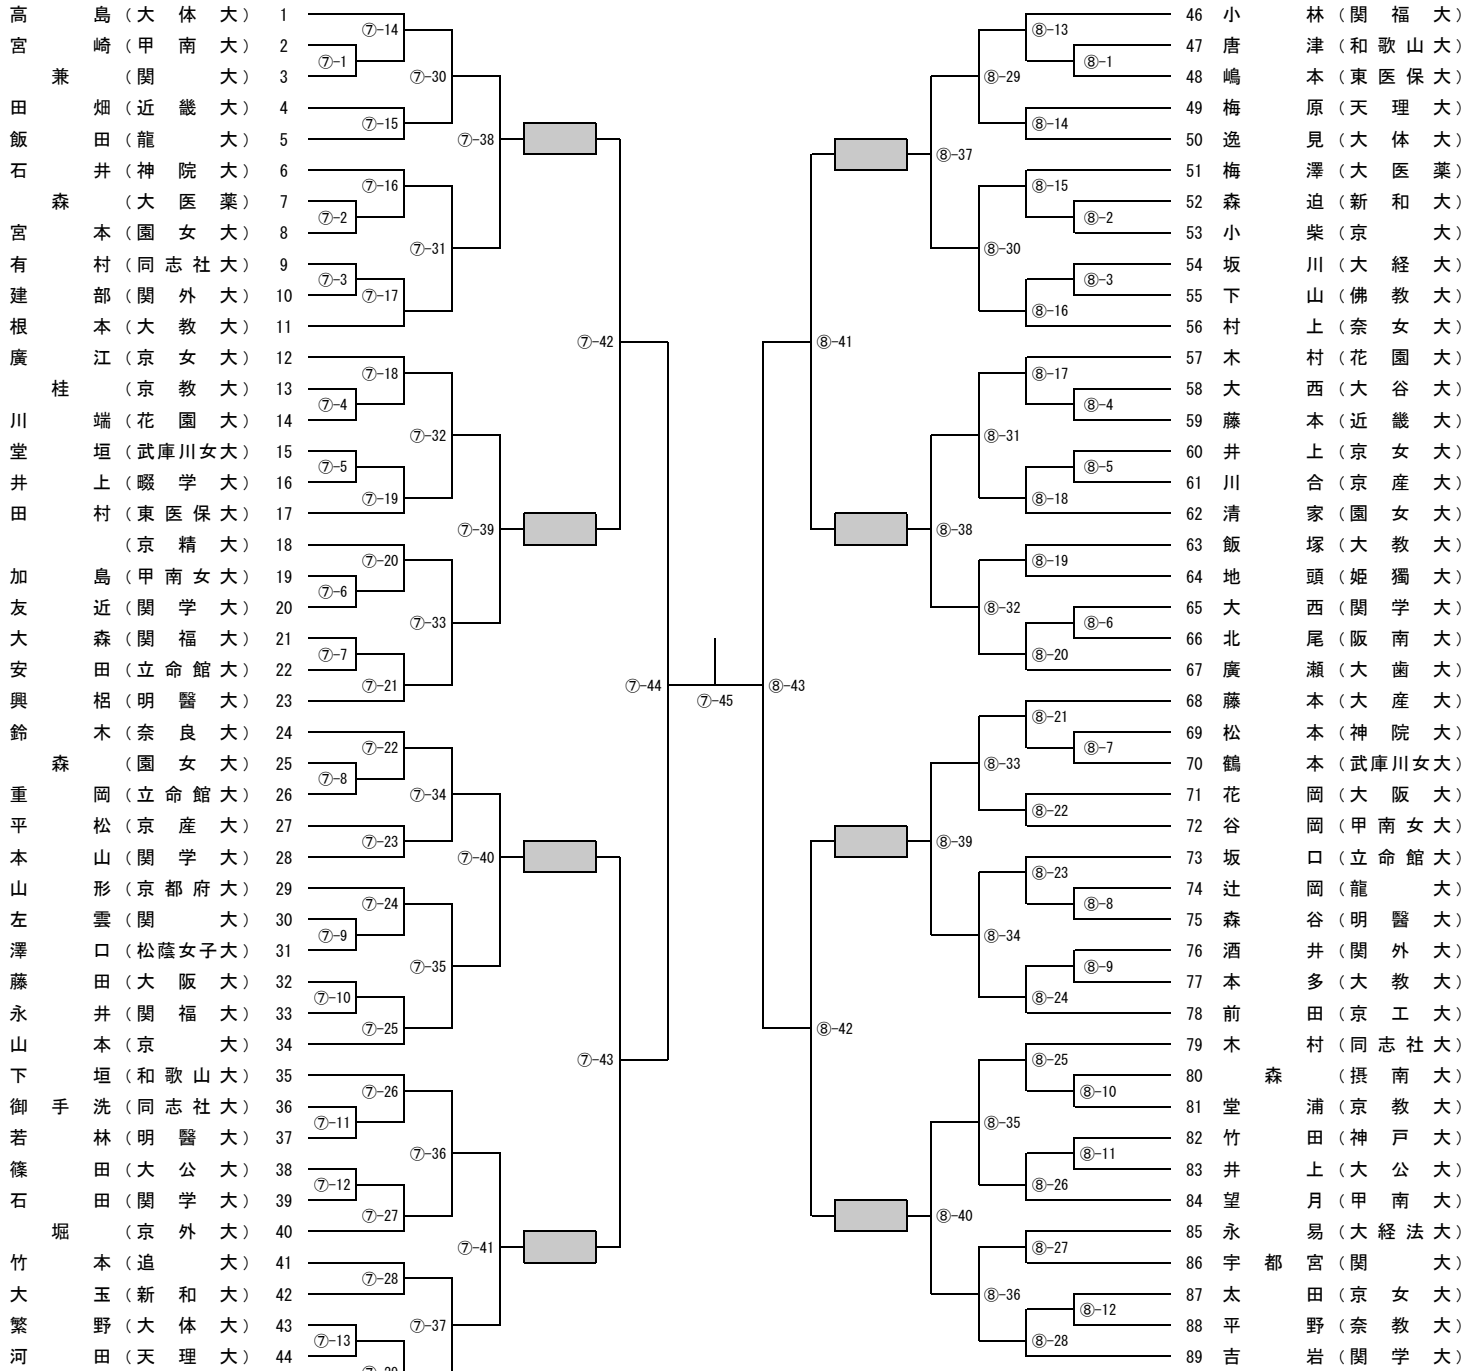 高島（大体大） 1
宮崎（甲南大） 2
兼（関大） 3
田畑（近畿大） 4
飯田（龍大） 5
石井（神院大） 6
森（大医薬） 7
宮本（園女大） 8
有村（同志社大） 9
建部（関外大） 10
根本（大教大） 11
廣江（京女大） 12
桂（京教大） 13
川端（花園大） 14
堂垣（武庫川女大） 15
井上（畷学大） 16
田村（東医保大） 17
（京精大） 18
加島（甲南女大） 19
友近（関学大） 20
大森（関福大） 21
安田（立命館大） 22
興梠（明醫大） 23
鈴木（奈良大） 24
森（園女大） 25
重岡（立命館大） 26
平松（京産大） 27
本山（関学大） 28
山形（京都府大） 29
左雲（関大） 30
澤口（松蔭女子大） 31
藤田（大阪大） 32
永井（関福大） 33
山本（京大） 34
下垣（和歌山大） 35
御手洗（同志社大） 36
若林（明醫大） 37
篠田（大公大） 38
石田（関学大） 39
堀（京外大） 40
竹本（追大） 41
大玉（新和大） 42
繁野（大体大） 43
河田（天理大） 44
⑦-1
⑦-2
⑦-3
⑦-4
⑦-5
⑦-6
⑦-7
⑦-8
⑦-9
⑦-10
⑦-11
⑦-12
⑦-13
⑦-14
⑦-15
⑦-16
⑦-17
⑦-18
⑦-19
⑦-20
⑦-21
⑦-22
⑦-23
⑦-24
⑦-25
⑦-26
⑦-27
⑦-28
⑦-30
⑦-31
⑦-32
⑦-33
⑦-34
⑦-35
⑦-36
⑦-37
⑦-38
⑦-39
⑦-40
⑦-41
⑦-42
⑦-43
⑦-44
⑦-45
⑧-43
⑧-41
⑧-42
⑧-37
⑧-38
⑧-39
⑧-40
⑧-29
⑧-30
⑧-31
⑧-32
⑧-33
⑧-34
⑧-35
⑧-36
⑧-13
⑧-14
⑧-15
⑧-16
⑧-17
⑧-18
⑧-19
⑧-20
⑧-21
⑧-22
⑧-23
⑧-24
⑧-25
⑧-26
⑧-27
⑧-28
⑧-1
⑧-2
⑧-3
⑧-4
⑧-5
⑧-6
⑧-7
⑧-8
⑧-9
⑧-10
⑧-11
⑧-12
46 小林（関福大）
47 唐津（和歌山大）
48 嶋本（東医保大）
49 梅原（天理大）
50 逸見（大体大）
51 梅澤（大医薬）
52 森迫（新和大）
53 小柴（京大）
54 坂川（大経大）
55 下山（佛教大）
56 村上（奈女大）
57 木村（花園大）
58 大西（大谷大）
59 藤本（近畿大）
60 井上（京女大）
61 川合（京産大）
62 清家（園女大）
63 飯塚（大教大）
64 地頭（姫獨大）
65 大西（関学大）
66 北尾（阪南大）
67 廣瀬（大歯大）
68 藤本（大産大）
69 松本（神院大）
70 鶴本（武庫川女大）
71 花岡（大阪大）
72 谷岡（甲南女大）
73 坂口（立命館大）
74 辻岡（龍大）
75 森谷（明醫大）
76 酒井（関外大）
77 本多（大教大）
78 前田（京工大）
79 木村（同志社大）
80 森（摂南大）
81 堂浦（京教大）
82 竹田（神戸大）
83 井上（大公大）
84 望月（甲南大）
85 永易（大経法大）
86 宇都宮（関大）
87 太田（京女大）
88 平野（奈教大）
89 吉岩（関学大）